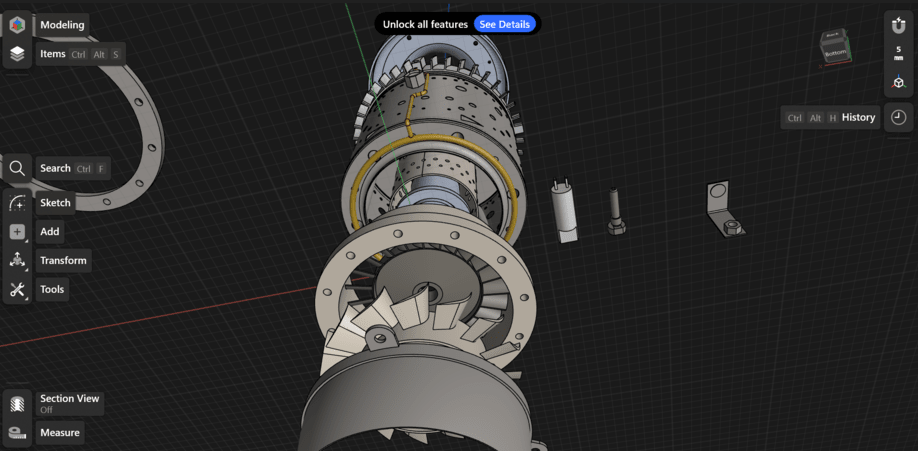 Unlock all features See Details
Modeling
Items Ctrl Alt S
Bottom
5
mm
Ctrl Alt H History
Search Ctrl F
Sketch
Add
Transform
Tools
Section View
Off
Measure